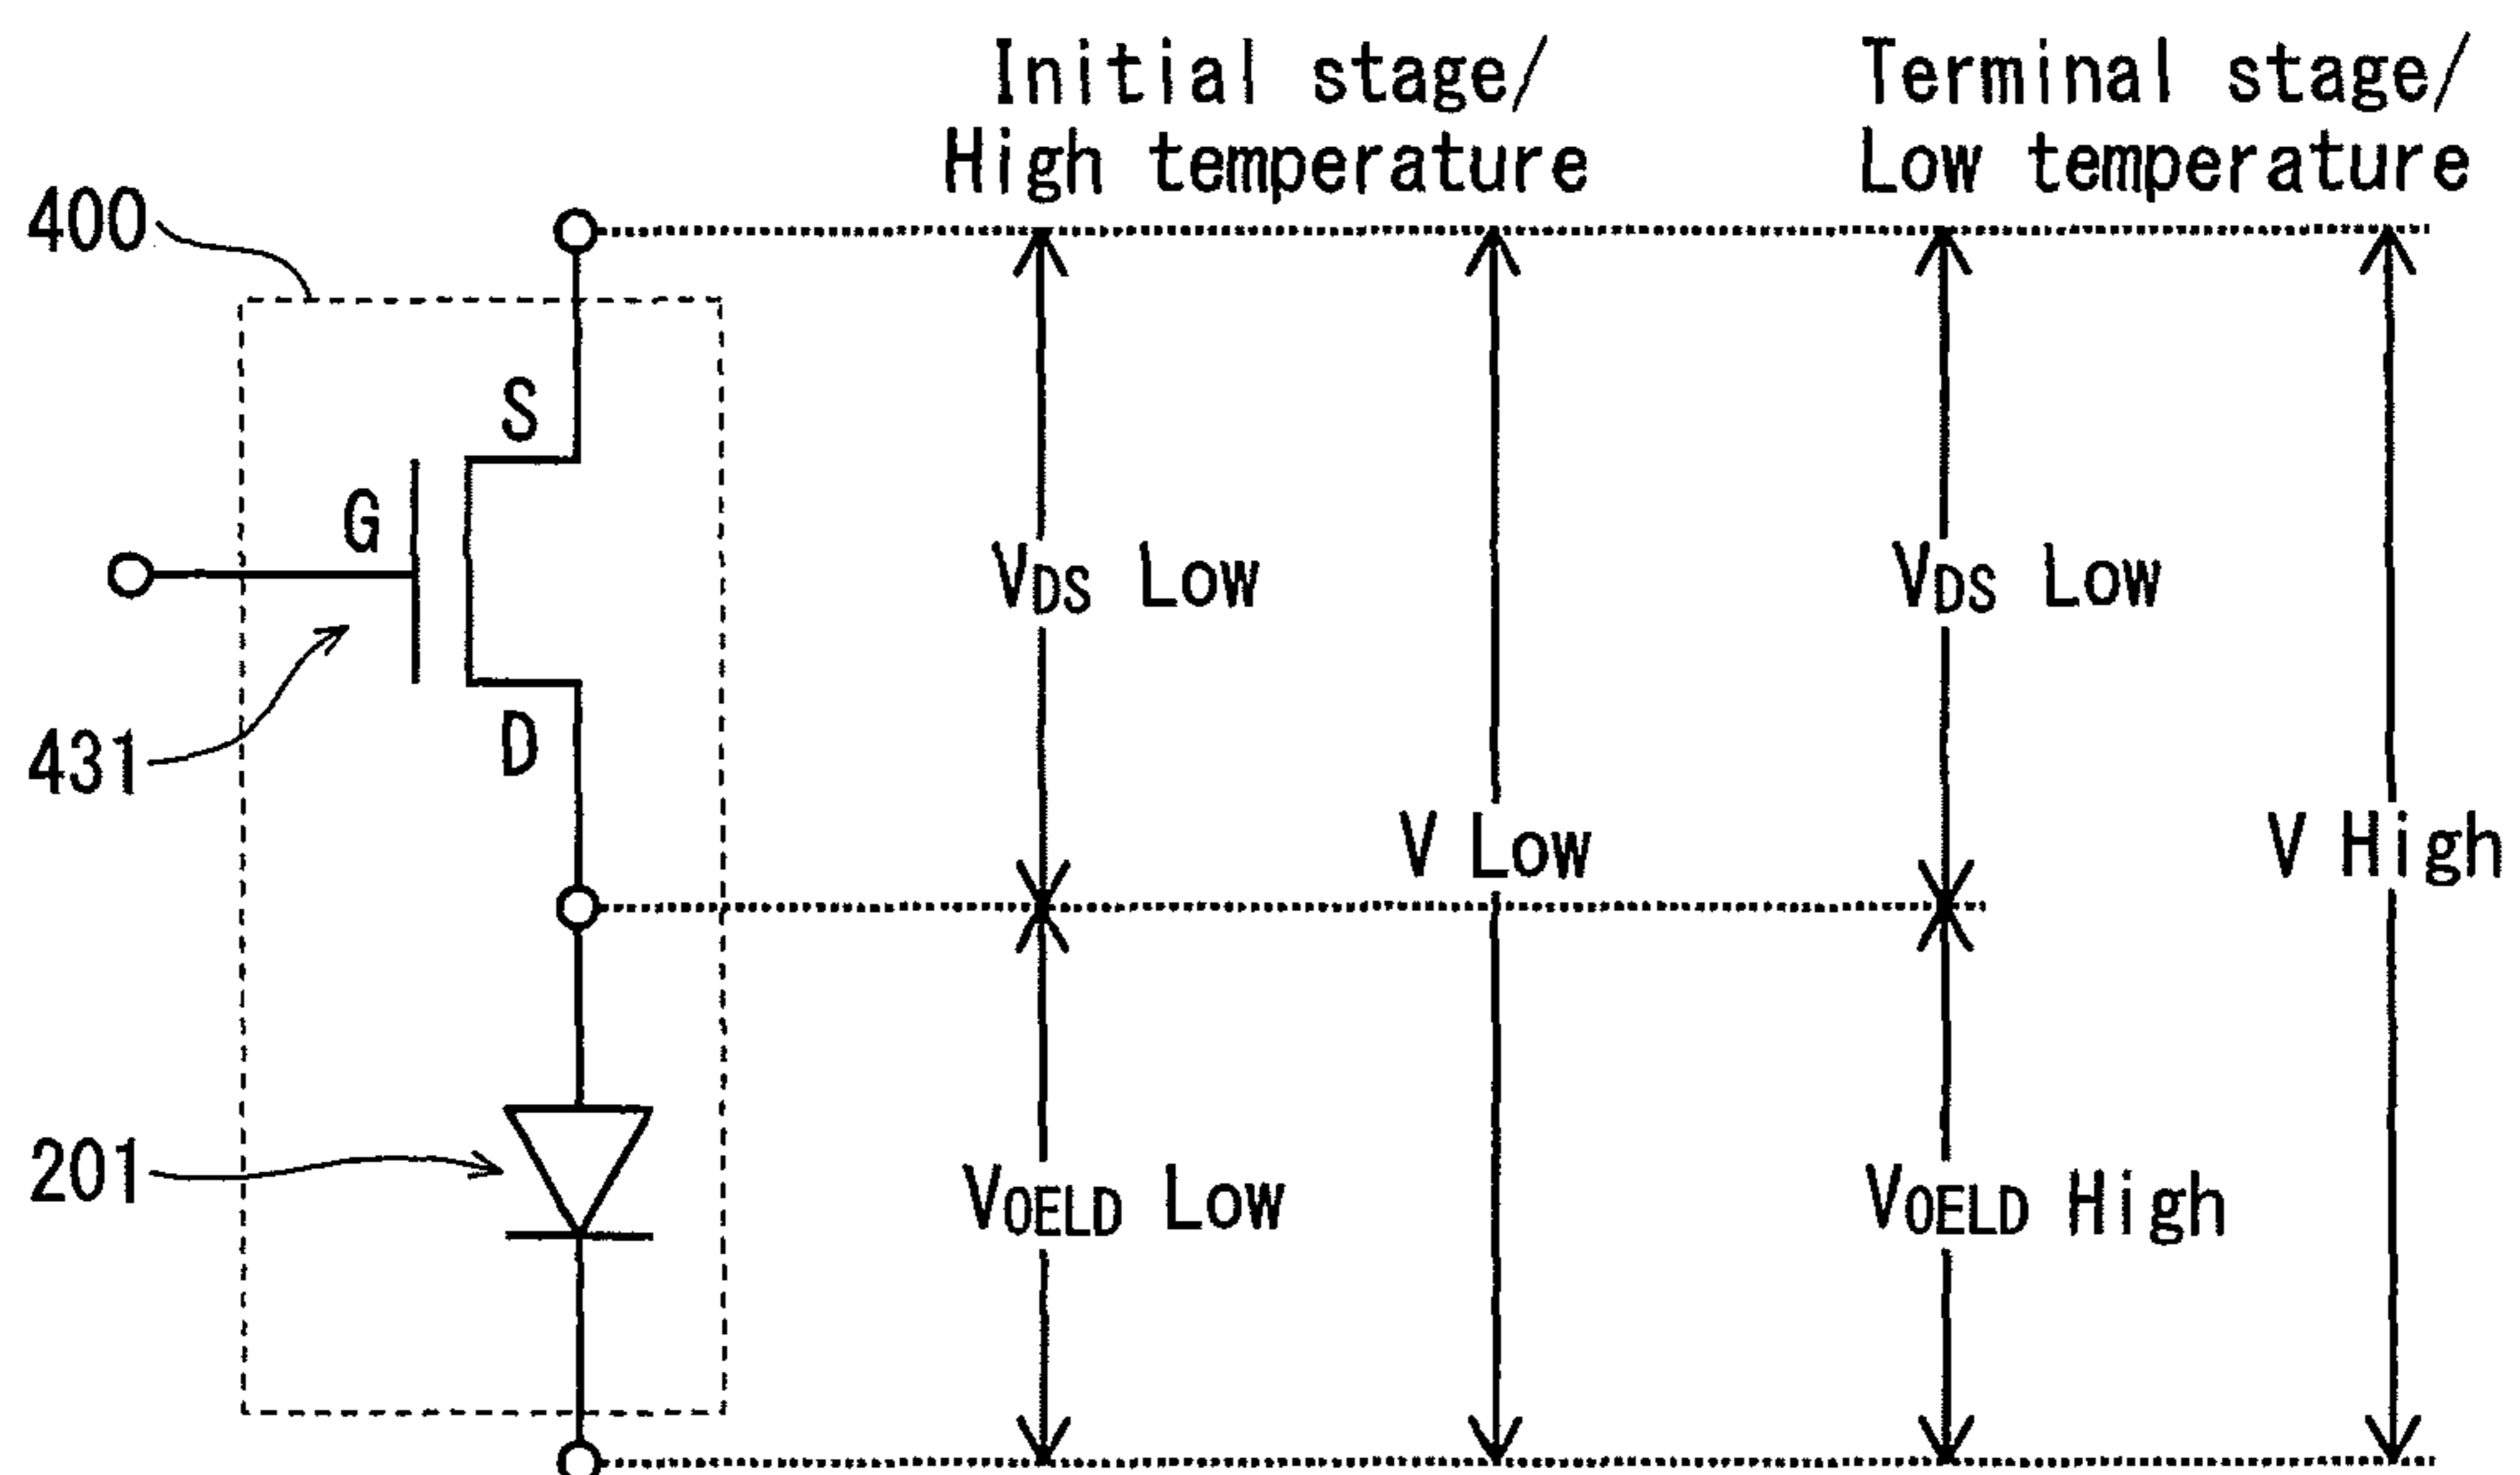 Initial stage/
High temperature
Terminal stage/
Low temperature
400
S
G
VDS Low
VDS Low
431
D
V Low
V High
201
VOELD Low
VOELD High